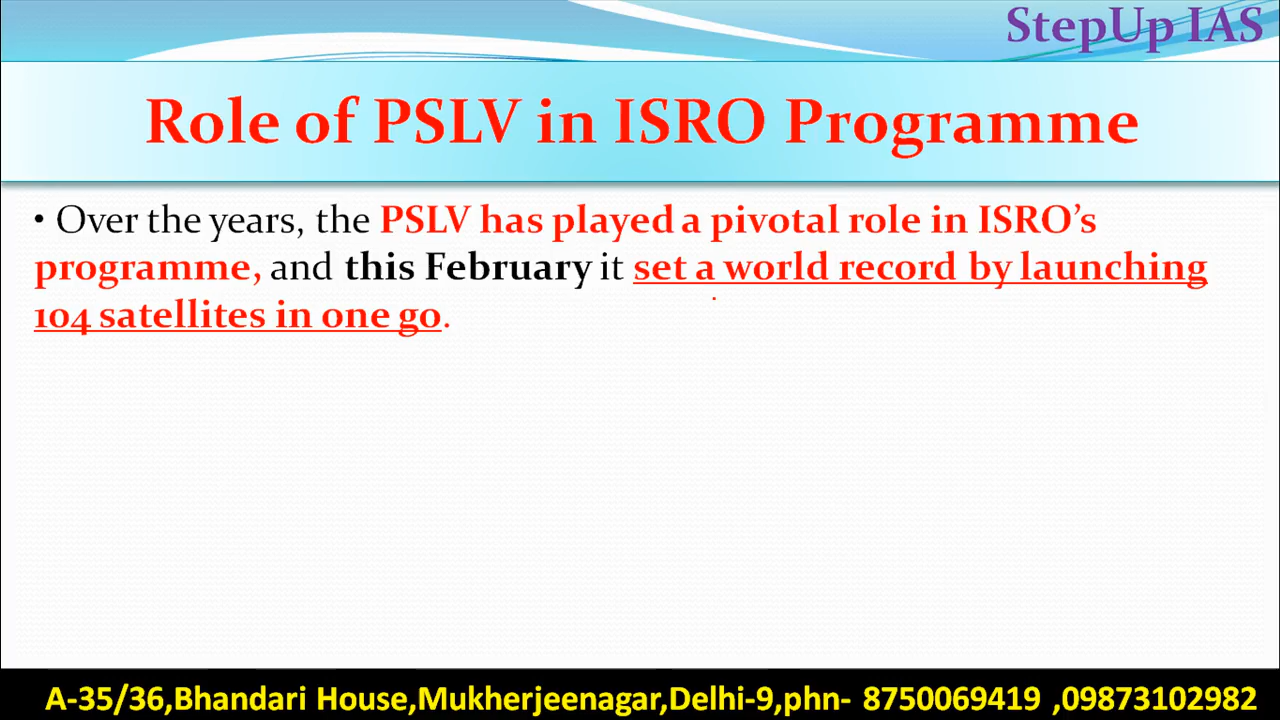 StepUp IAS
Role of PSLV in ISRO Programme
• Over the years, the PSLV has played a pivotal role in ISRO’s
programme, and this February it set a world record by launching
104 satellites in one go.
A-35/36,Bhandari House,Mukherjeenagar,Delhi-9,phn- 8750069419 ,09873102982